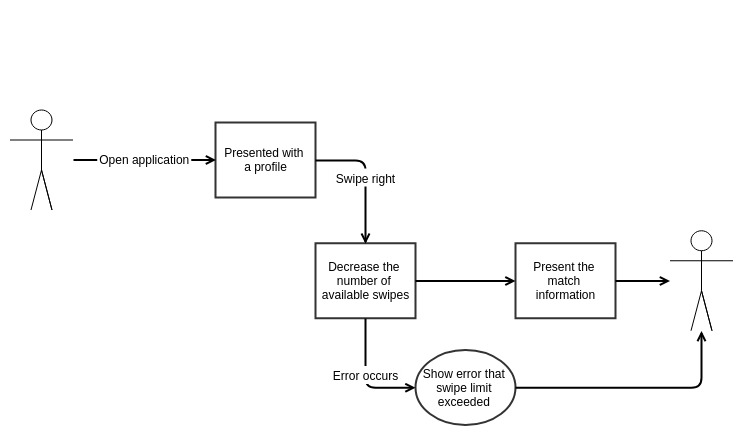 Open application
Presented with
a profile
Swipe right
Decrease the
number of
available swipes
Present the
match
information
Error occurs
Show error that
swipe limit
exceeded